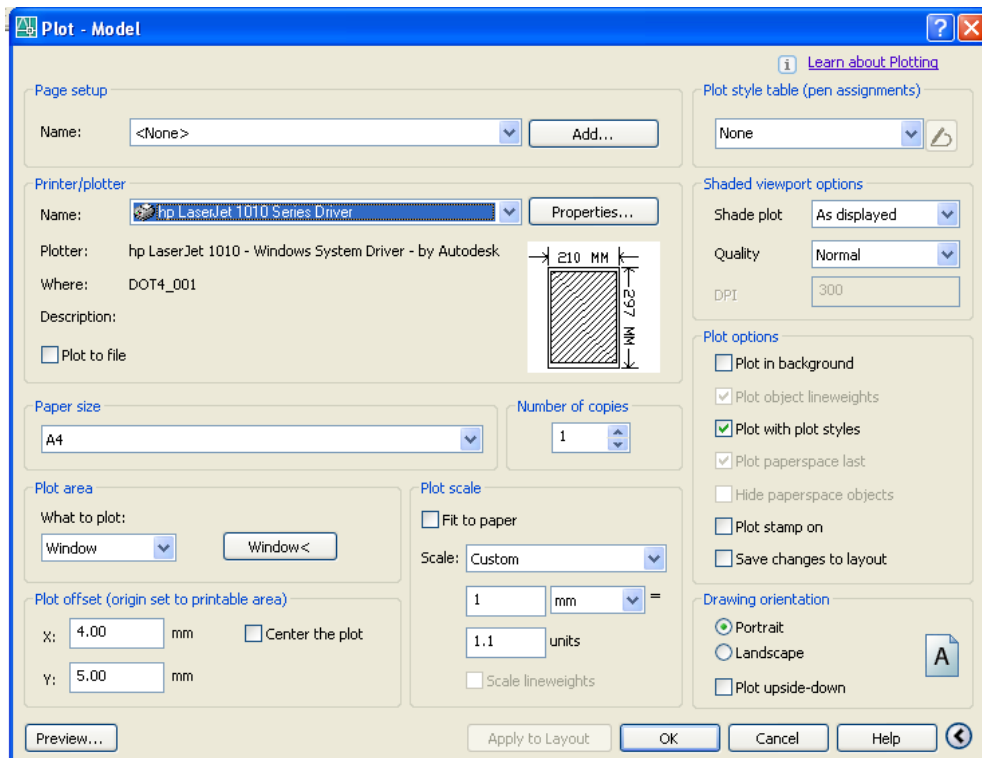 Plot - Model
Learn about Plotting
Page setup
Name: <None> Add...
Plot style table (pen assignments)
None
Printer/plotter
Name: hp LaserJet 1010 Series Driver Properties...
Plotter: hp LaserJet 1010 - Windows System Driver - by Autodesk
Where: DOT4_001
Description:
Plot to file
210 MM
297 MM
Shaded viewport options
Shade plot As displayed
Quality Normal
DPI 300
Paper size
A4
Number of copies
1
Plot options
Plot in background
Plot object lineweights
Plot with plot styles
Plot paperspace last
Hide paperspace objects
Plot stamp on
Save changes to layout
Plot area
What to plot:
Window Window<
Plot scale
Fit to paper
Scale: Custom
1 mm =
1.1 units
Scale lineweights
Plot offset (origin set to printable area)
X: 4.00 mm Center the plot
Y: 5.00 mm
Drawing orientation
Portrait
Landscape
Plot upside-down
A
Preview... Apply to Layout OK Cancel Help